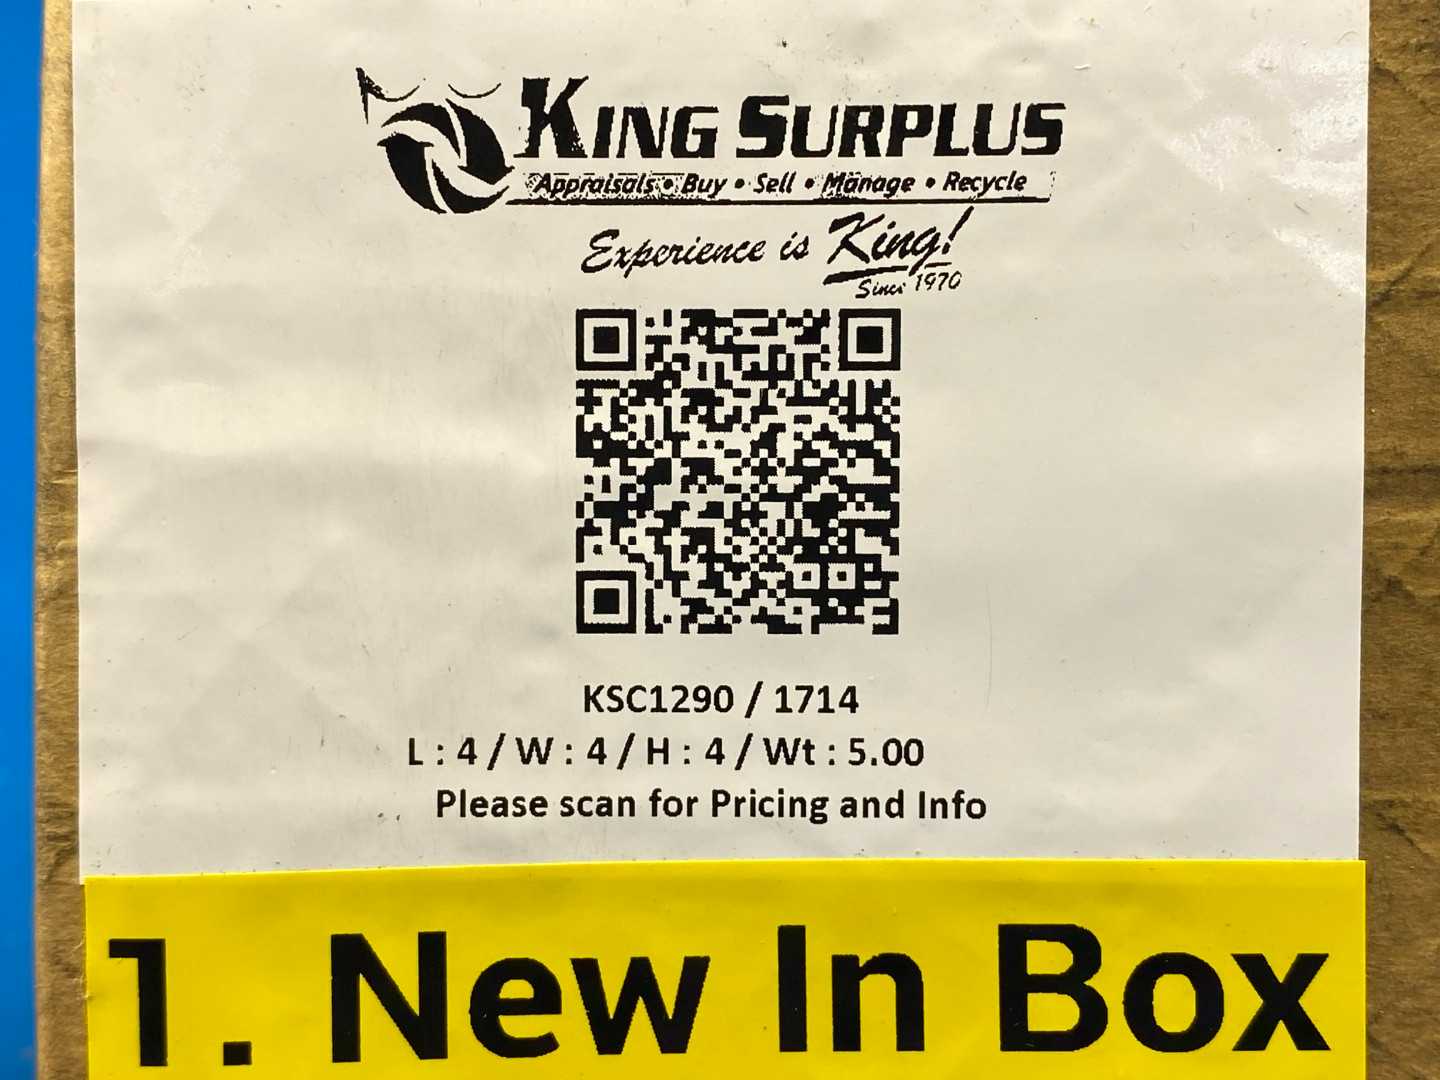 KING SURPLUS
Appraisals • Buy • Sell • Manage • Recycle
Experience is King!
Since 1970
KSC1290 / 1714
L : 4 / W : 4 / H : 4 / Wt : 5.00
Please scan for Pricing and Info
1. New In Box